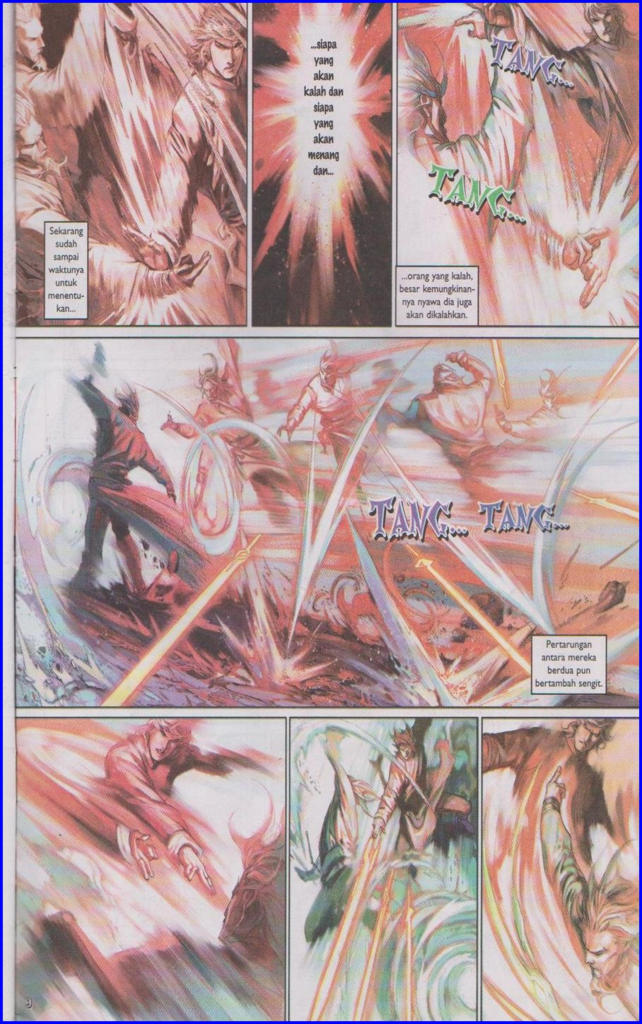 Sekarang
sudah
sampai
waktunya
untuk
menentu-
kan...
...siapa
yang
akan
kalah dan
siapa
yang
akan
menang
dan...
TANG...
TANG...
...orang yang kalah,
besar kemungkinan-
nya nyawa dia juga
akan dikalahkan.
TANG... TANG...
Pertarungan
antara mereka
berdua pun
bertambah sengit.
9